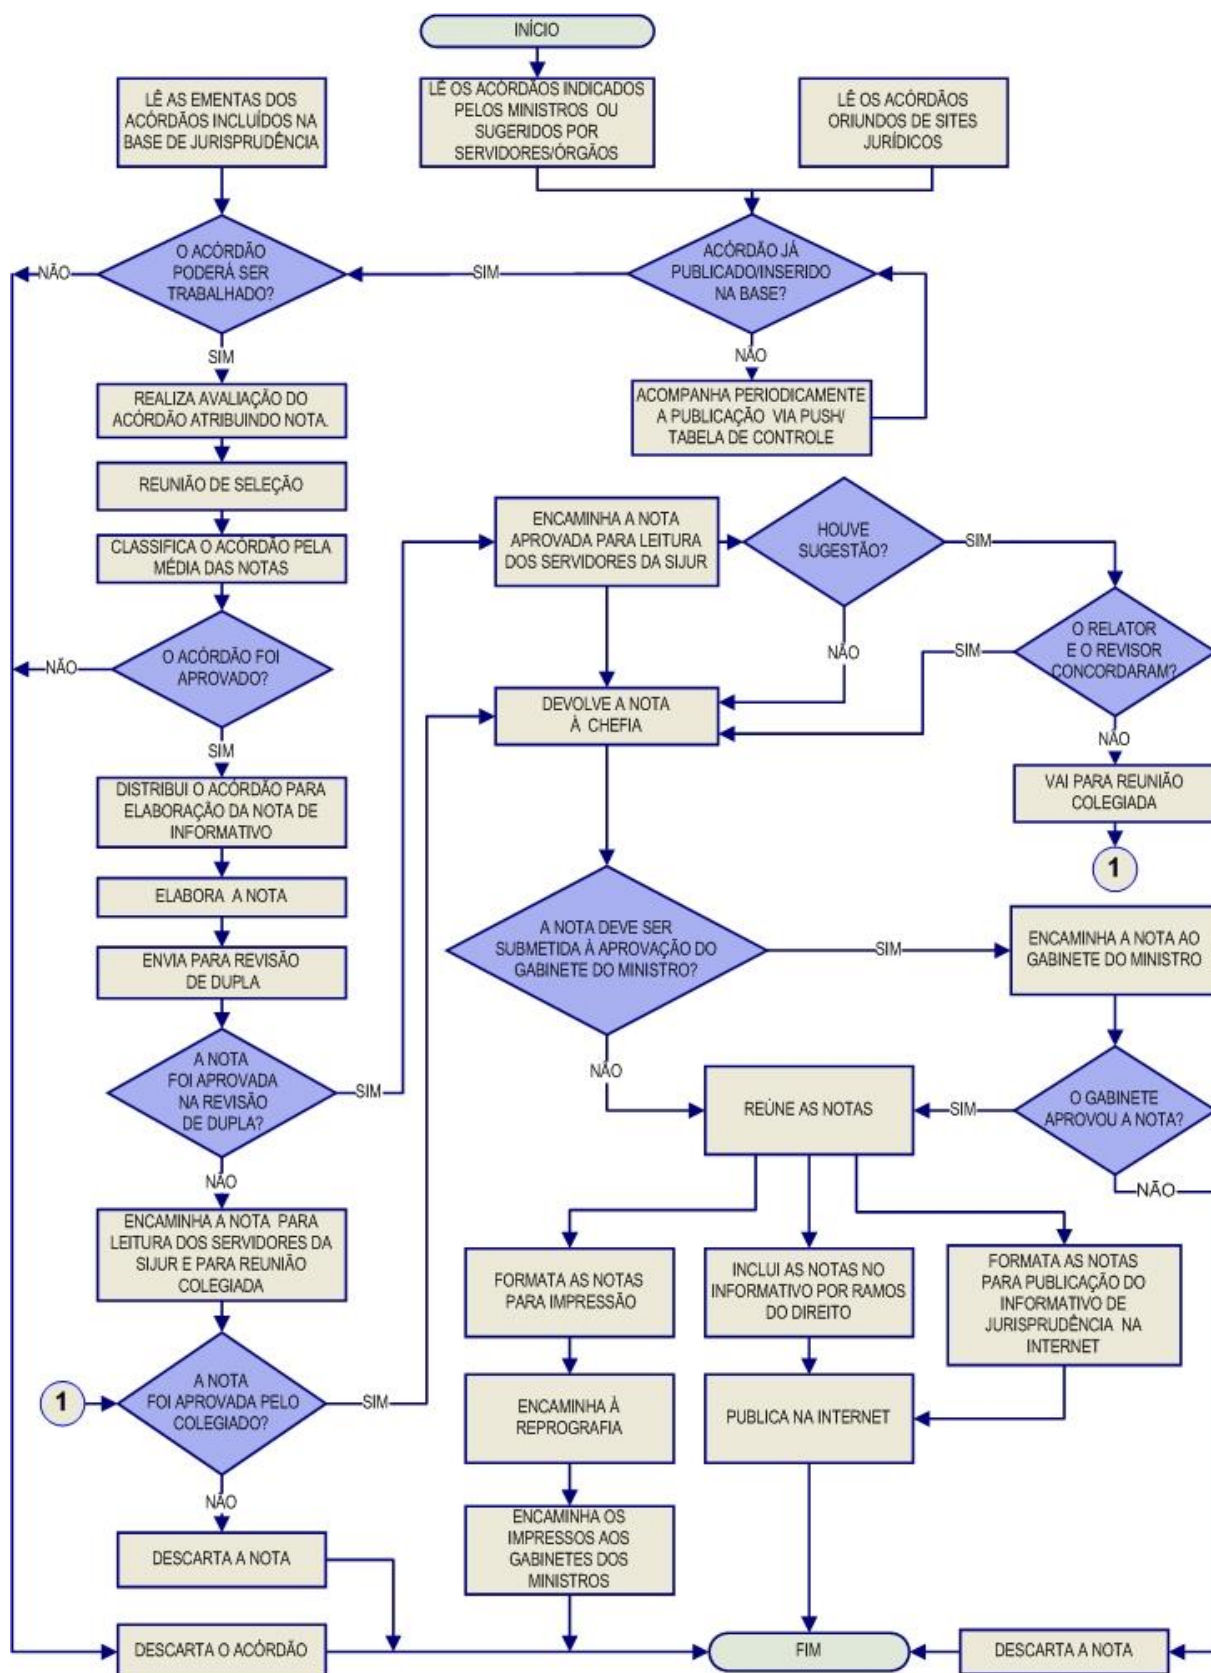 INÍCIO
LÊ AS EMENTAS DOS
ACÓRDÃOS INCLUÍDOS NA
BASE DE JURISPRUDÊNCIA
LÊ OS ACÓRDÃOS INDICADOS
PELOS MINISTROS OU
SUGERIDOS POR
SERVIDORES/ÓRGÃOS
LÊ OS ACÓRDÃOS
ORIUNDOS DE SITES
JURÍDICOS
NÃO
O ACÓRDÃO
PODERÁ SER
TRABALHADO?
SIM
ACÓRDÃO JÁ
PUBLICADO/INSERIDO
NA BASE?
SIM
NÃO
REALIZA AVALIAÇÃO DO
ACÓRDÃO ATRIBUINDO NOTA.
ACOMPANHA PERIODICAMENTE
A PUBLICAÇÃO VIA PUSH/
TABELA DE CONTROLE
REUNIÃO DE SELEÇÃO
CLASSIFICA O ACÓRDÃO PELA
MÉDIA DAS NOTAS
ENCAMINHA A NOTA
APROVADA PARA LEITURA
DOS SERVIDORES DA SIJUR
HOUVE
SUGESTÃO?
SIM
NÃO
NÃO
O ACÓRDÃO FOI
APROVADO?
SIM
O RELATOR
E O REVISOR
CONCORDARAM?
SIM
NÃO
DEVOLVE A NOTA
À CHEFIA
VAI PARA REUNIÃO
COLEGIADA
1
DISTRIBUI O ACÓRDÃO PARA
ELABORAÇÃO DA NOTA DE
INFORMATIVO
ELABORA A NOTA
ENVIA PARA REVISÃO
DE DUPLA
A NOTA DEVE SER
SUBMETIDA À APROVAÇÃO DO
GABINETE DO MINISTRO?
SIM
ENCAMINHA A NOTA AO
GABINETE DO MINISTRO
NÃO
A NOTA
FOI APROVADA
NA REVISÃO
DE DUPLA?
SIM
NÃO
REÚNE AS NOTAS
SIM
O GABINETE
APROVOU A NOTA?
NÃO
ENCAMINHA A NOTA PARA
LEITURA DOS SERVIDORES DA
SIJUR E PARA REUNIÃO
COLEGIADA
FORMATA AS NOTAS
PARA IMPRESSÃO
INCLUI AS NOTAS NO
INFORMATIVO POR RAMOS
DO DIREITO
FORMATA AS NOTAS
PARA PUBLICAÇÃO DO
INFORMATIVO DE
JURISPRUDÊNCIA NA
INTERNET
1
A NOTA
FOI APROVADA PELO
COLEGIADO?
SIM
NÃO
ENCAMINHA À
REPROGRAFIA
PUBLICA NA INTERNET
DESCARTA A NOTA
ENCAMINHA OS
IMPRESSOS AOS
GABINETES DOS
MINISTROS
DESCARTA O ACÓRDÃO
FIM
DESCARTA A NOTA